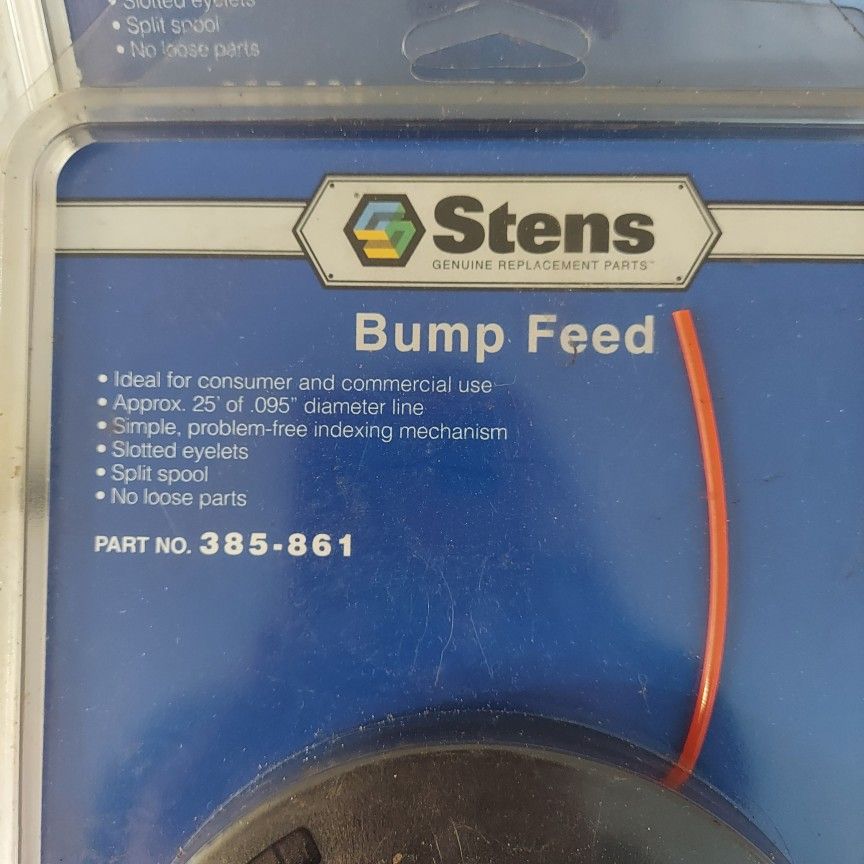 • Slotted eyelets
• Split spool
• No loose parts
Stens
GENUINE REPLACEMENT PARTS™
Bump Feed
• Ideal for consumer and commercial use
• Approx. 25' of .095" diameter line
• Simple, problem-free indexing mechanism
• Slotted eyelets
• Split spool
• No loose parts
PART NO. 385-861